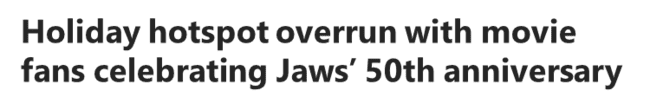 Holiday hotspot overrun with movie
fans celebrating Jaws’ 50th anniversary